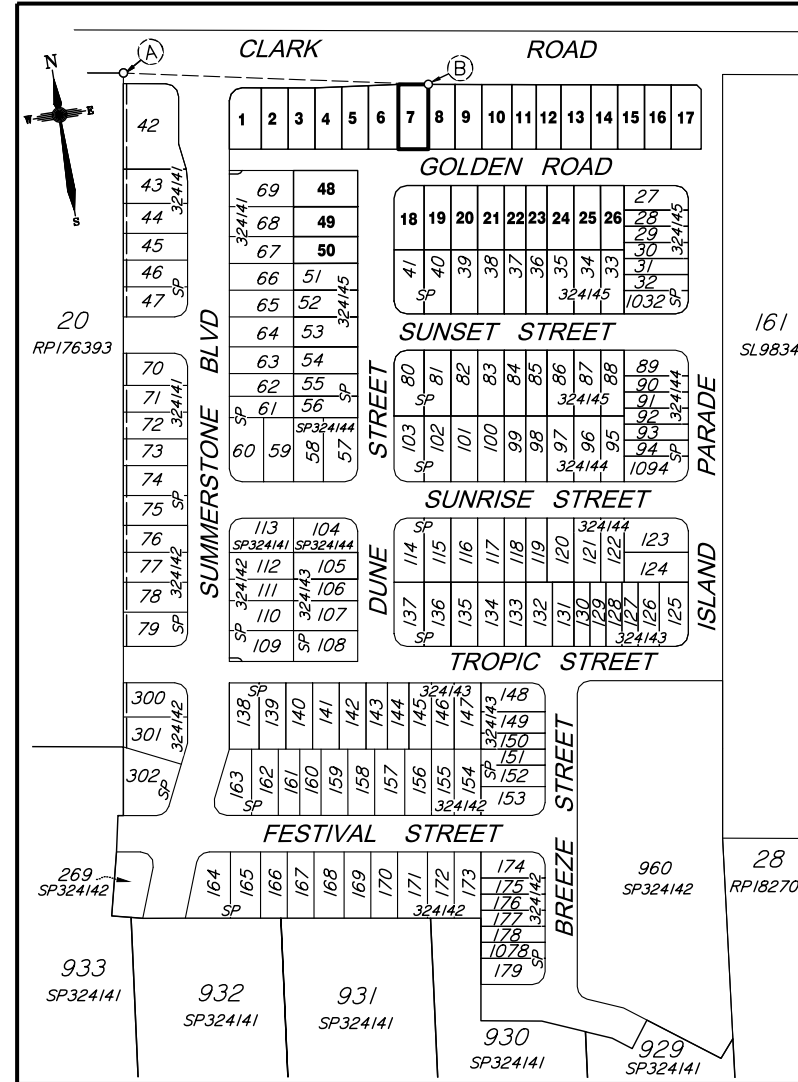 CLARK ROAD
A
B
N
W E
S
42
43
44
45
46
47
324141
SP
1 2 3 4 5 6 7 8 9 10 11 12 13 14 15 16 17
GOLDEN ROAD
69 48
68 49
67 50
66 51
65 52
64 53
63 54
62 55
61 56
324141
SP
324145
SP
SP324144
60 59 58 57
18 19 20 21 22 23 24 25 26
41 40 39 38 37 36 35 34 33
SP 324145
27
28
29
30
31
32
1032
324145
SP
20
RP176393
161
SL9834
SUMMERSTONE BLVD
DUNE STREET
SUNSET STREET
ISLAND PARADE
70
71
72
73
74
75
76
77
78
79
324141
SP
324142
SP
80 81 82 83 84 85 86 87 88
SP 324145
103 102 101 100 99 98 97 96 95
SP 324144
89
90
91
92
93
94
1094
324144
SP
SUNRISE STREET
113 104
SP324141 SP324144
112 105
111 106
110 107
109 108
324142
SP
324143
SP
SP 324144
114 115 116 117 118 119 120 121 122
123
124
137 136 135 134 133 132 131 130 129 128 127 126 125
SP 324143
TROPIC STREET
300
301
302
324142
SP
SP 324143
138 139 140 141 142 143 144 145 146 147
163 162 161 160 159 158 157 156 155 154
SP 324142
148
149
150
151
152
153
324143
SP
BREEZE STREET
FESTIVAL STREET
269
SP324142
164 165 166 167 168 169 170 171 172 173
SP 324142
174
175
176
177
178
1078
179
324142
SP
960
SP324142
28
RP18270
933
SP324141
932
SP324141
931
SP324141
930
SP324141
929
SP324141